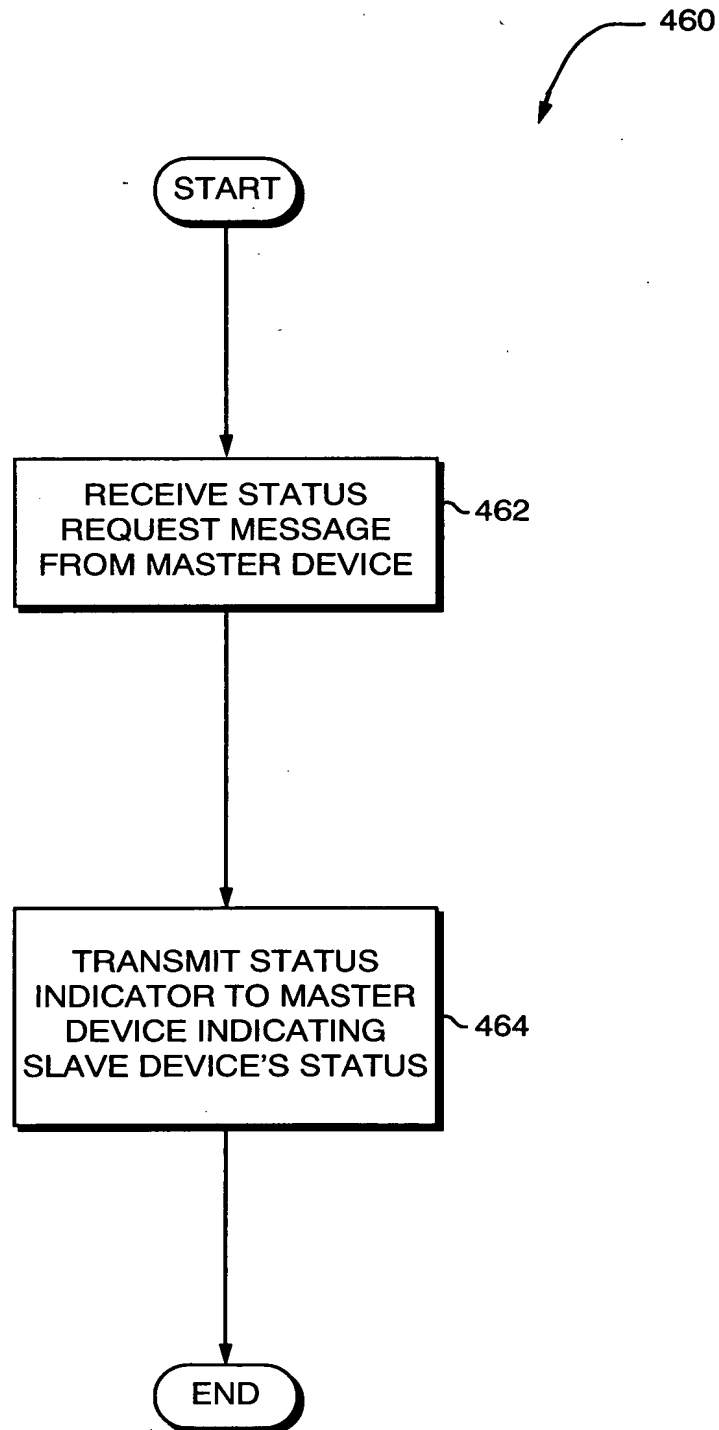 460
START
RECEIVE STATUS
REQUEST MESSAGE
FROM MASTER DEVICE
462
TRANSMIT STATUS
INDICATOR TO MASTER
DEVICE INDICATING
SLAVE DEVICE'S STATUS
464
END